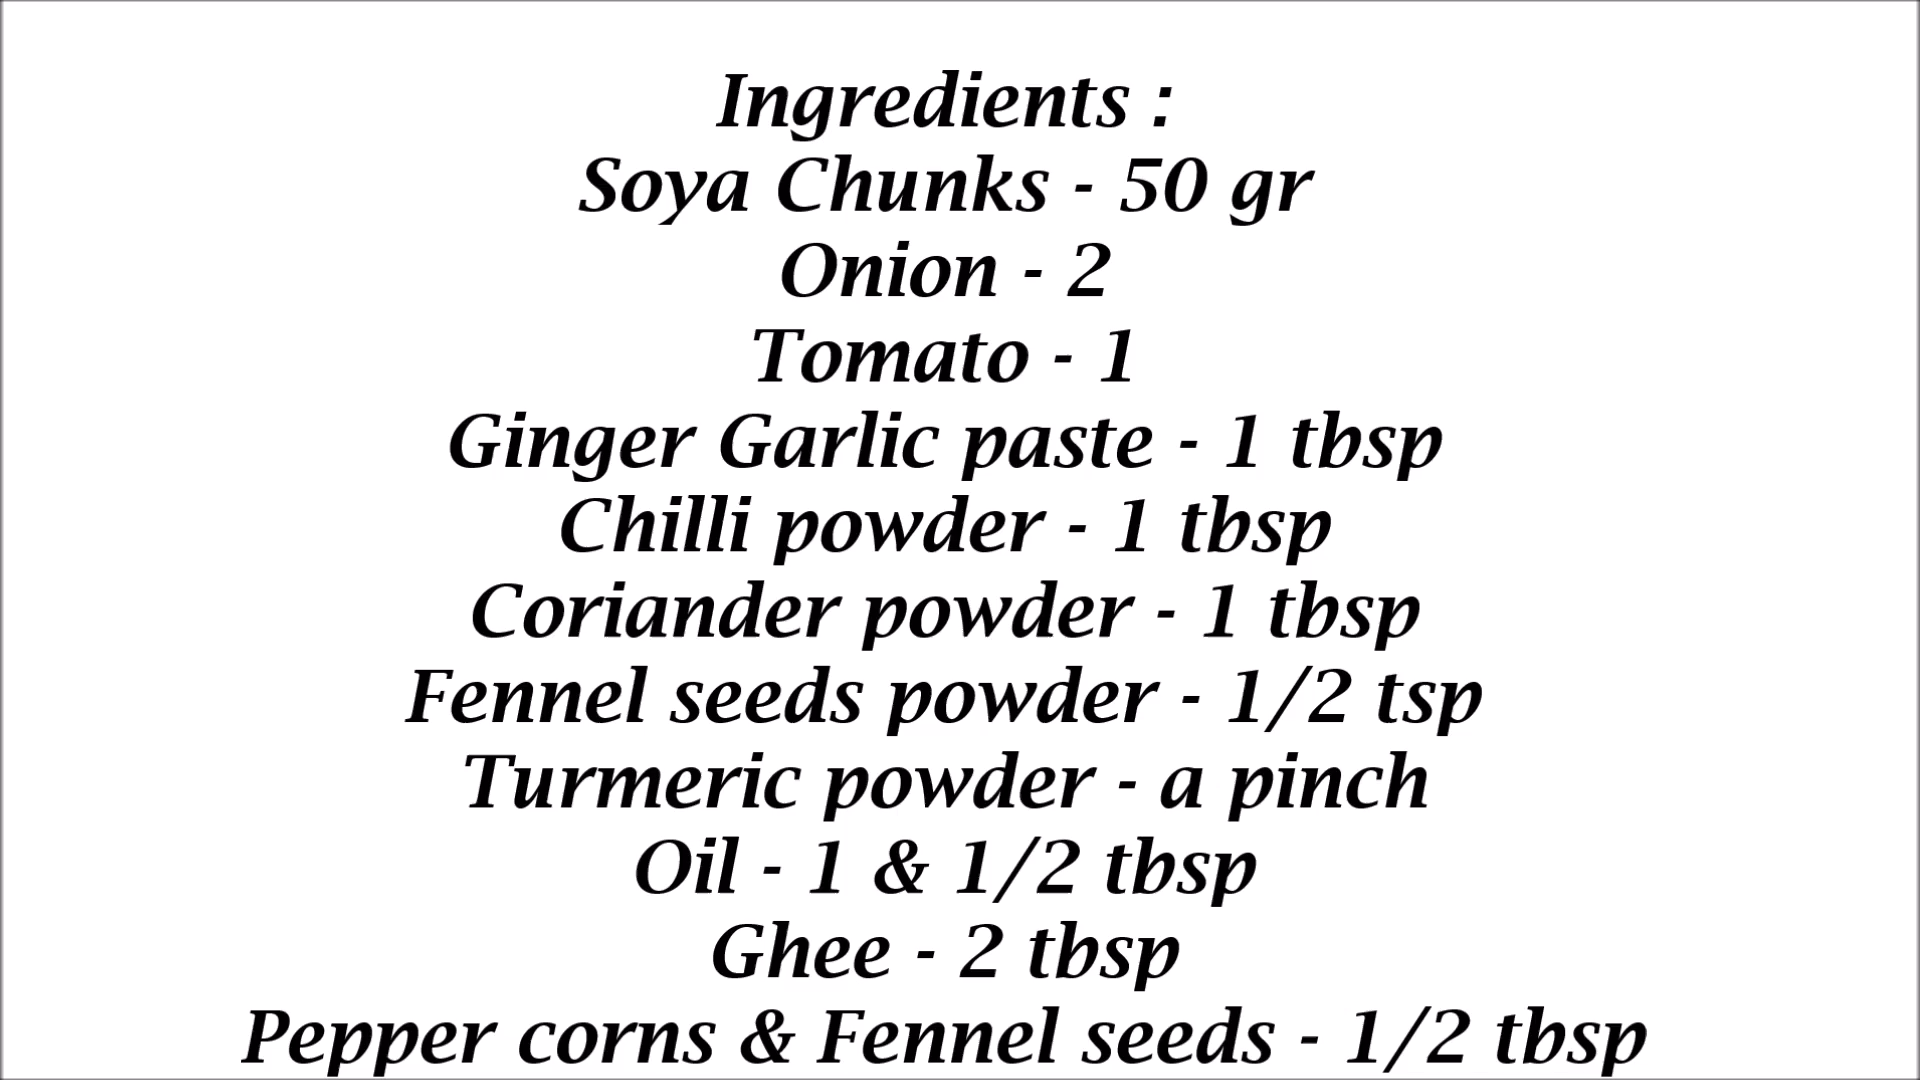 Ingredients :
Soya Chunks - 50 gr
Onion - 2
Tomato - 1
Ginger Garlic paste - 1 tbsp
Chilli powder - 1 tbsp
Coriander powder - 1 tbsp
Fennel seeds powder - 1/2 tsp
Turmeric powder - a pinch
Oil - 1 & 1/2 tbsp
Ghee - 2 tbsp
Pepper corns & Fennel seeds - 1/2 tbsp